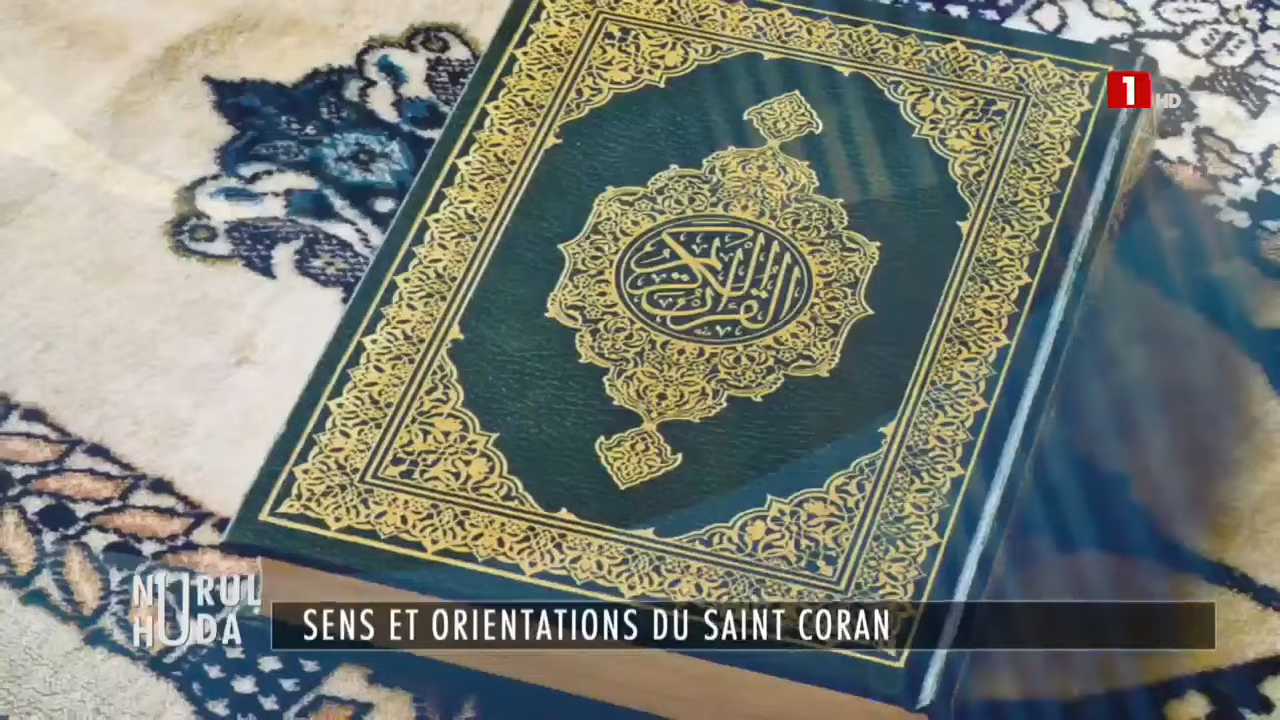 1 HD
القرآن الكريم
NURUL
HUDA
SENS ET ORIENTATIONS DU SAINT CORAN